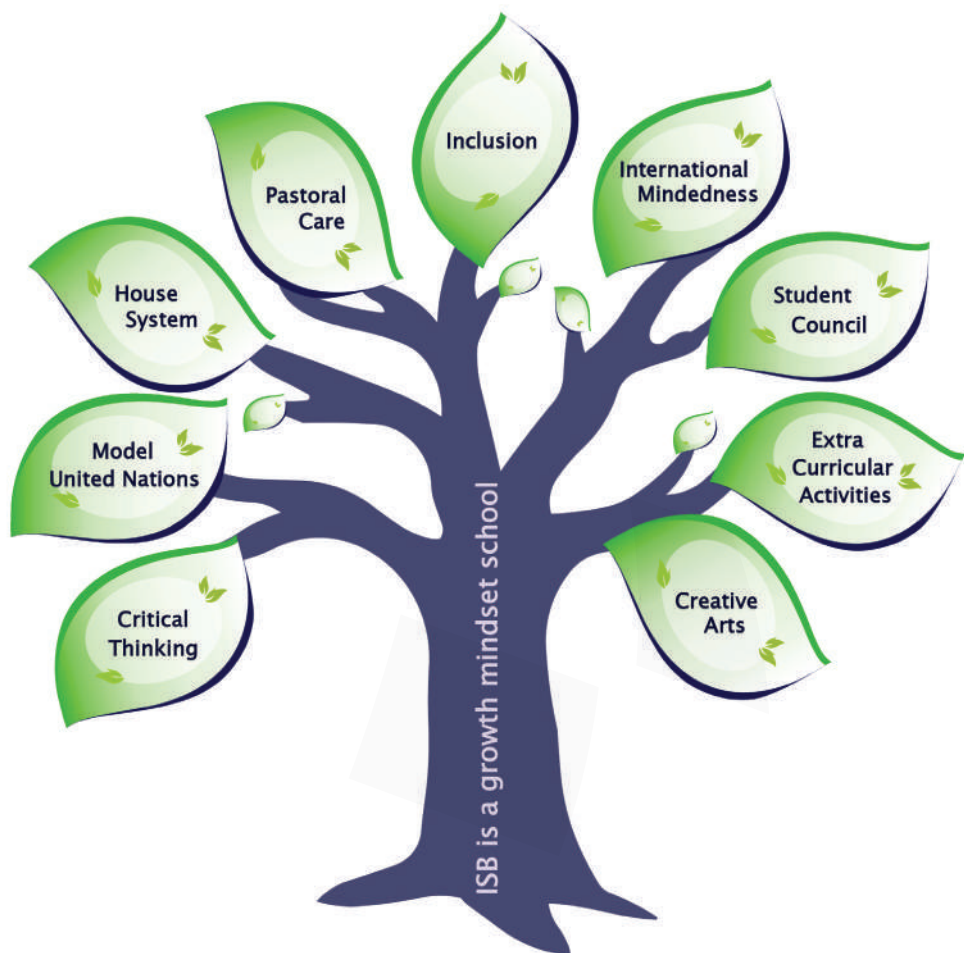 Inclusion
Pastoral
Care
International
Mindedness
House
System
Student
Council
Model
United Nations
Extra
Curricular
Activities
Critical
Thinking
Creative
Arts
ISB is a growth mindset school